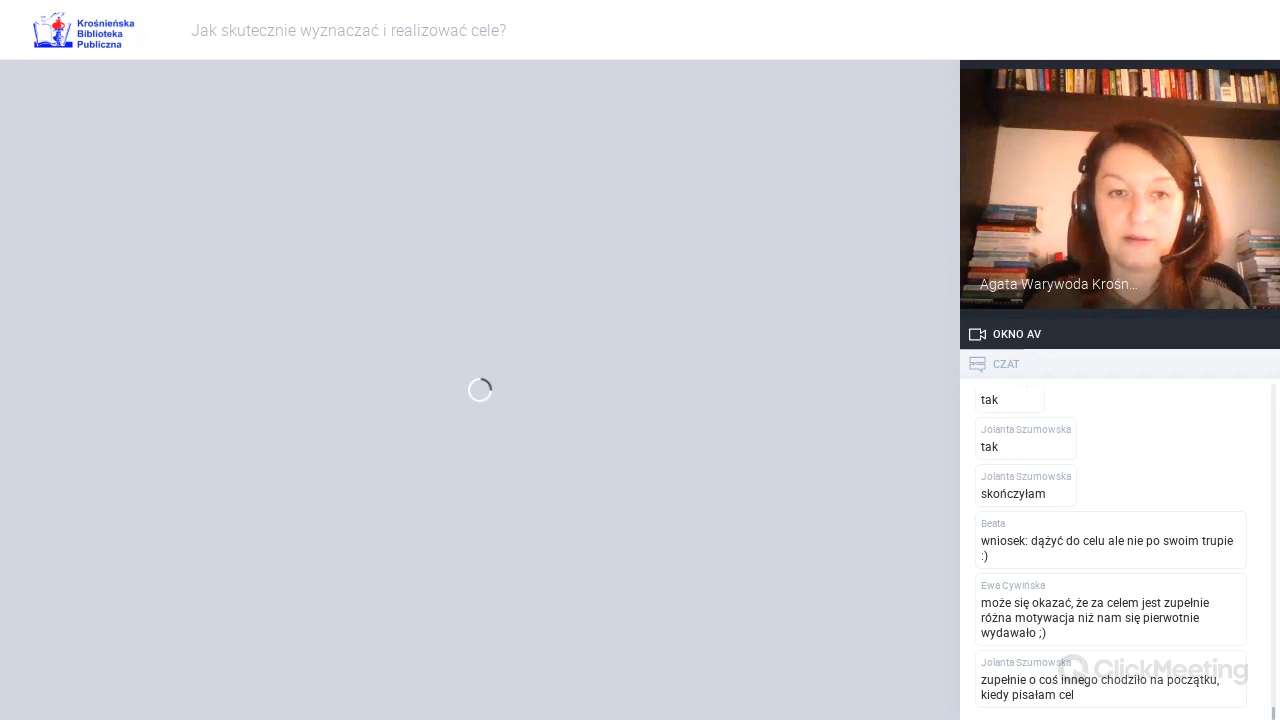 Krośnieńska
Biblioteka
Publiczna
Jak skutecznie wyznaczać i realizować cele?
Agata Warywoda Krośn...
OKNO AV
CZAT
tak
Jolanta Szumowska
tak
Jolanta Szumowska
skończyłam
Beata
wniosek: dążyć do celu ale nie po swoim trupie
:)
Ewa Cywińska
może się okazać, że za celem jest zupełnie
różna motywacja niż nam się pierwotnie
wydawało ;)
Jolanta Szumowska
zupełnie o coś innego chodziło na początku,
kiedy pisałam cel
ClickMeeting